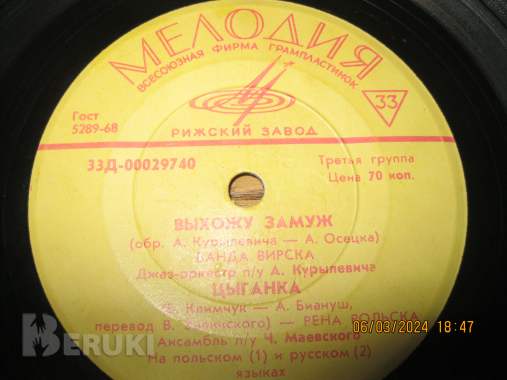 МЕЛОДИЯ
ВСЕСОЮЗНАЯ ФИРМА ГРАМПЛАСТИНОК
33
Гост
5289-68
РИЖСКИЙ ЗАВОД
33Д-00029740
Третья группа
Цена 70 коп.
ВЫХОЖУ ЗАМУЖ
(обр. А. Курылевича — А. Осецка)
ВАНДА ВИРСКА
Джаз-оркестр п/у А. Курылевича
ЦЫГАНКА
Климчук — А. Биануш,
перевод В. — РЕНА РОЛЬСКА
Ансамбль п/у Ч. Маевского
На польском (1) и русском (2)
языках
06/03/2024 18:47
BERUKI